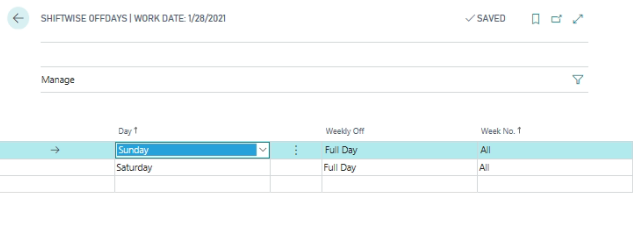 SHIFTWISE OFFDAYS | WORK DATE: 1/28/2021
SAVED
Manage
Day Weekly Off Week No.
Sunday Full Day All
Saturday Full Day All